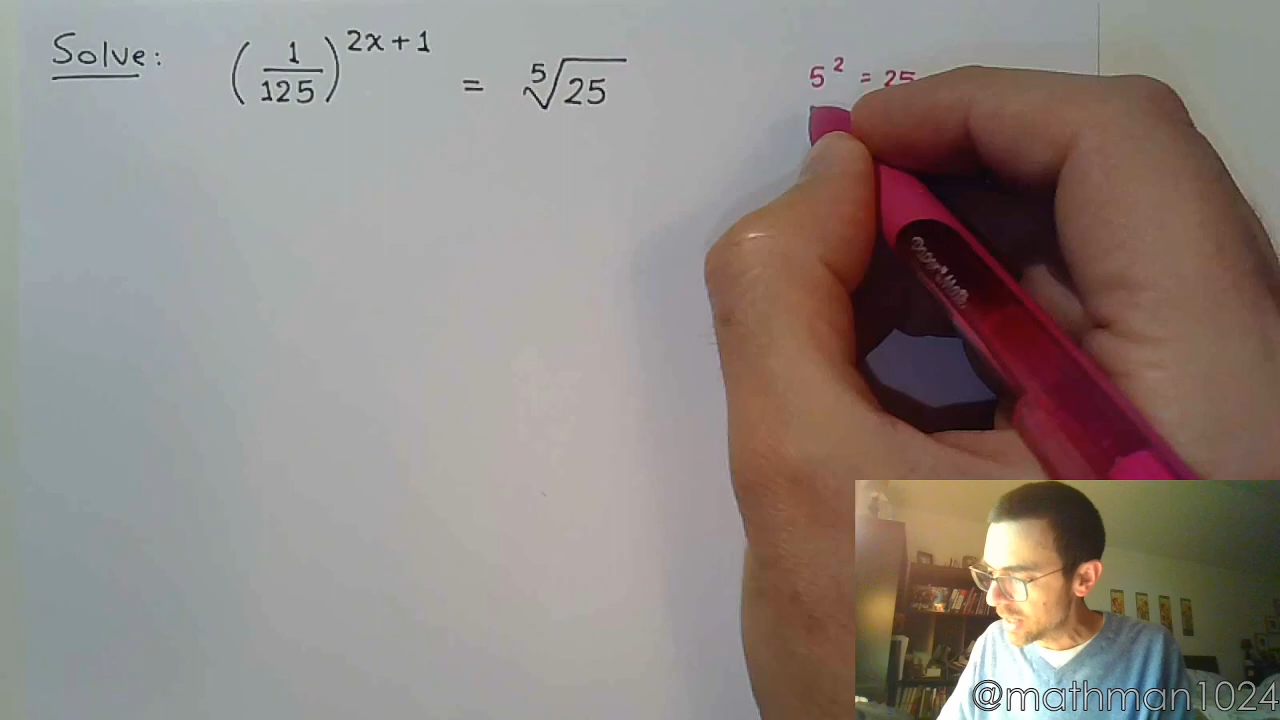 Solve: (1/125)^(2x+1) = ⁵√25
5² = 25
@mathman1024